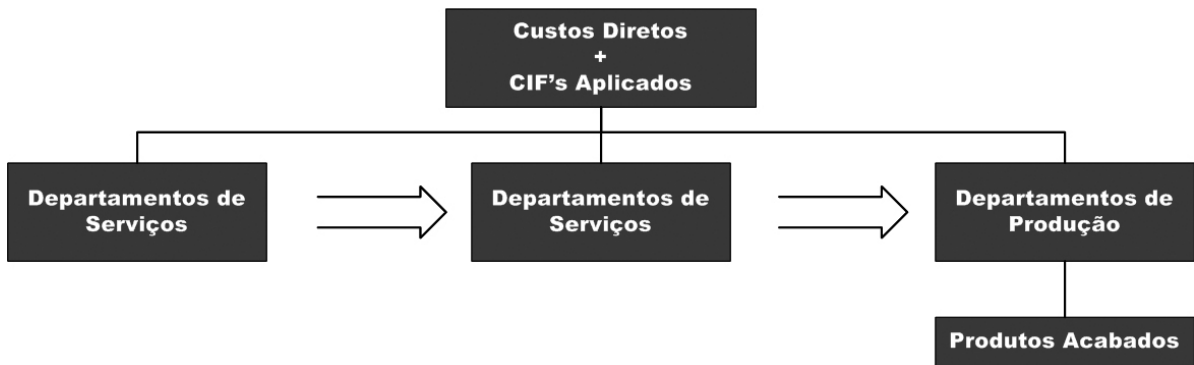 Custos Diretos
+
CIF's Aplicados
Departamentos de
Serviços
Departamentos de
Serviços
Departamentos de
Produção
Produtos Acabados